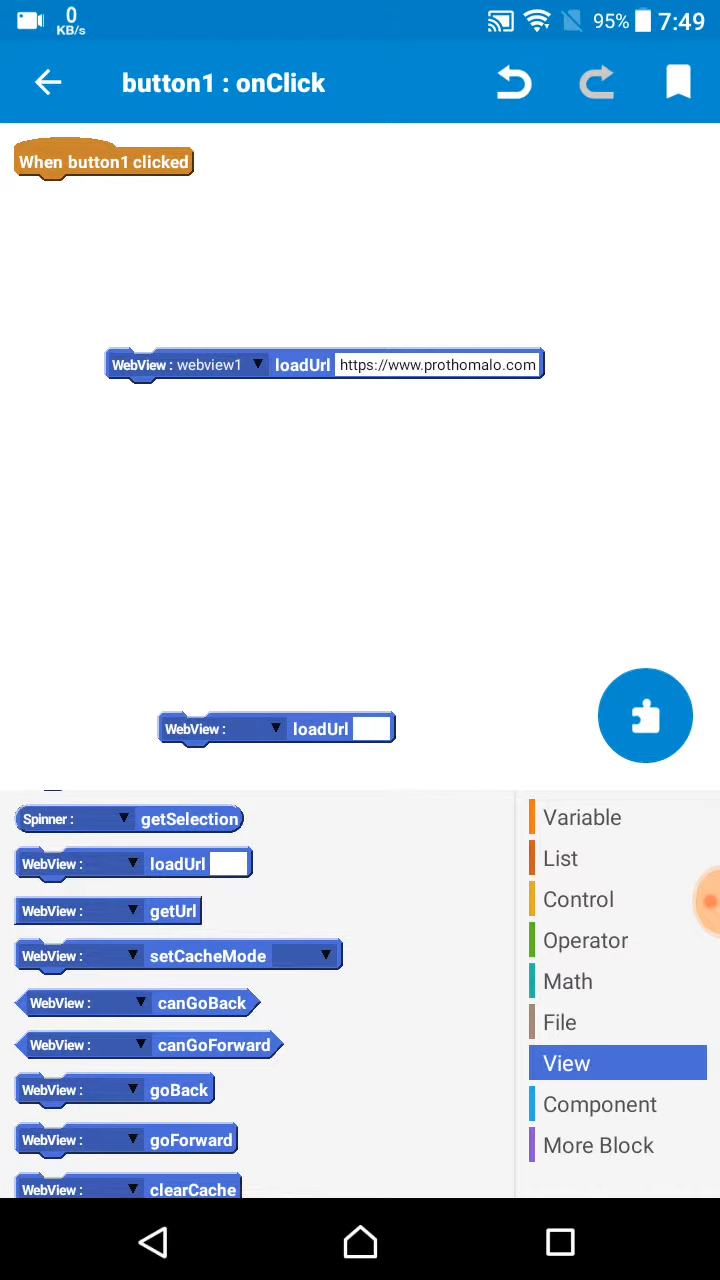 0
KB/s
95%
7:49
button1 : onClick
When button1 clicked
WebView : webview1 loadUrl https://www.prothomalo.com
WebView : loadUrl
Spinner : getSelection
WebView : loadUrl
WebView : getUrl
WebView : setCacheMode
WebView : canGoBack
WebView : canGoForward
WebView : goBack
WebView : goForward
WebView : clearCache
Variable
List
Control
Operator
Math
File
View
Component
More Block